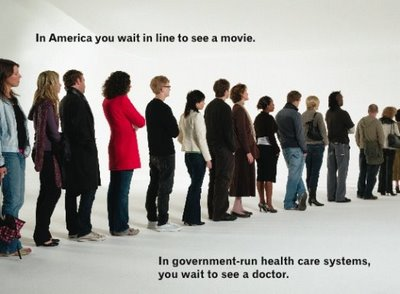 In America you wait in line to see a movie.
In government-run health care systems,
you wait to see a doctor.